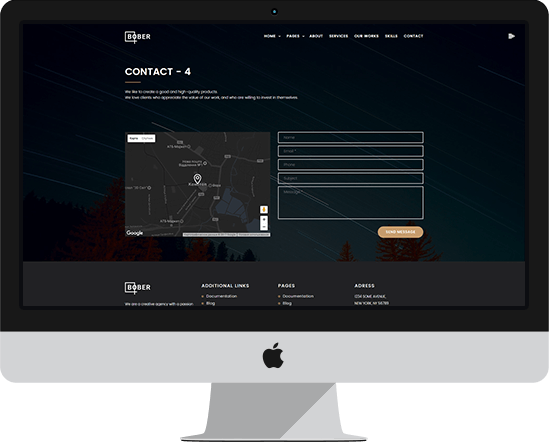 BOBER
HOME PAGES ABOUT SERVICES OUR WORKS SKILLS CONTACT
CONTACT - 4
We like to create a good and high-quality products.
We love clients who appreciate the value of our work, and who are willing to invest in themselves.
Name
Email *
Phone
Subject
Message *
Google
SEND MESSAGE
BOBER
We are a creative agency with a passion
ADDITIONAL LINKS
Documentation
Blog
PAGES
Documentation
Blog
ADRESS
1234 SOME AVENUE,
NEW YORK, NY 56789